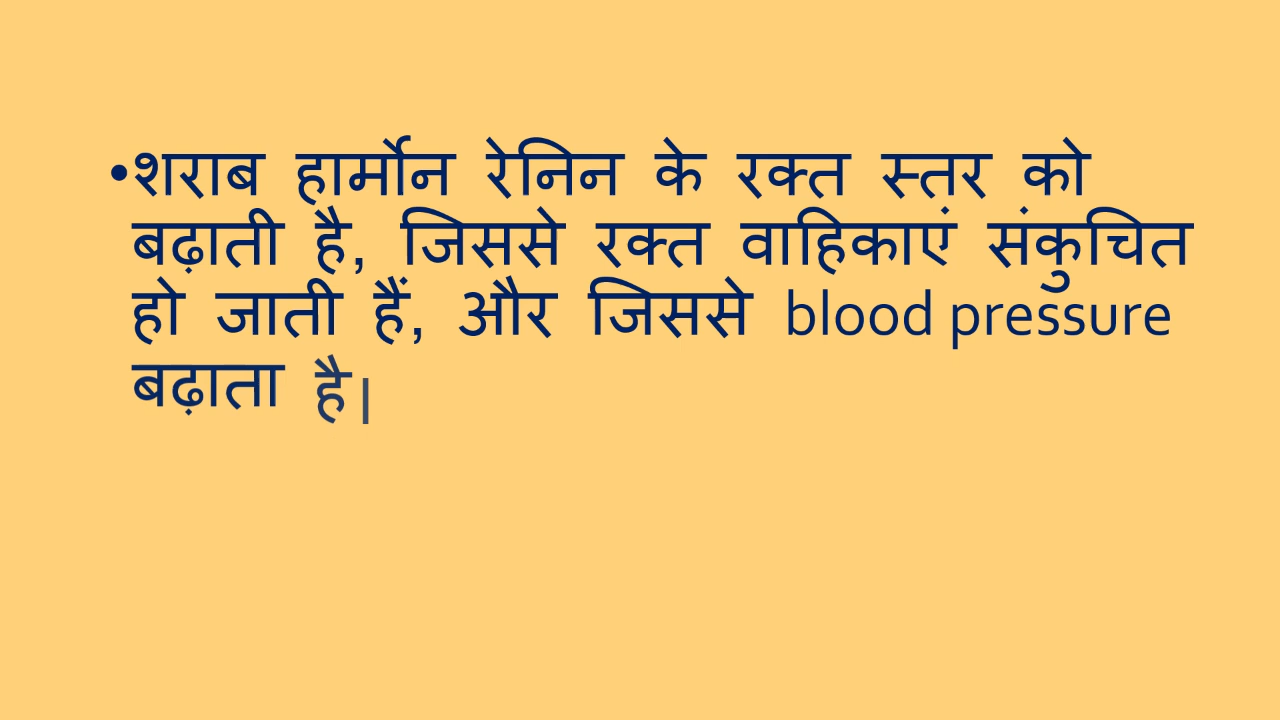 •शराब हार्मोन रेनिन के रक्त स्तर को
बढ़ाती है, जिससे रक्त वाहिकाएं संकुचित
हो जाती हैं, और जिससे blood pressure
बढ़ाता है|